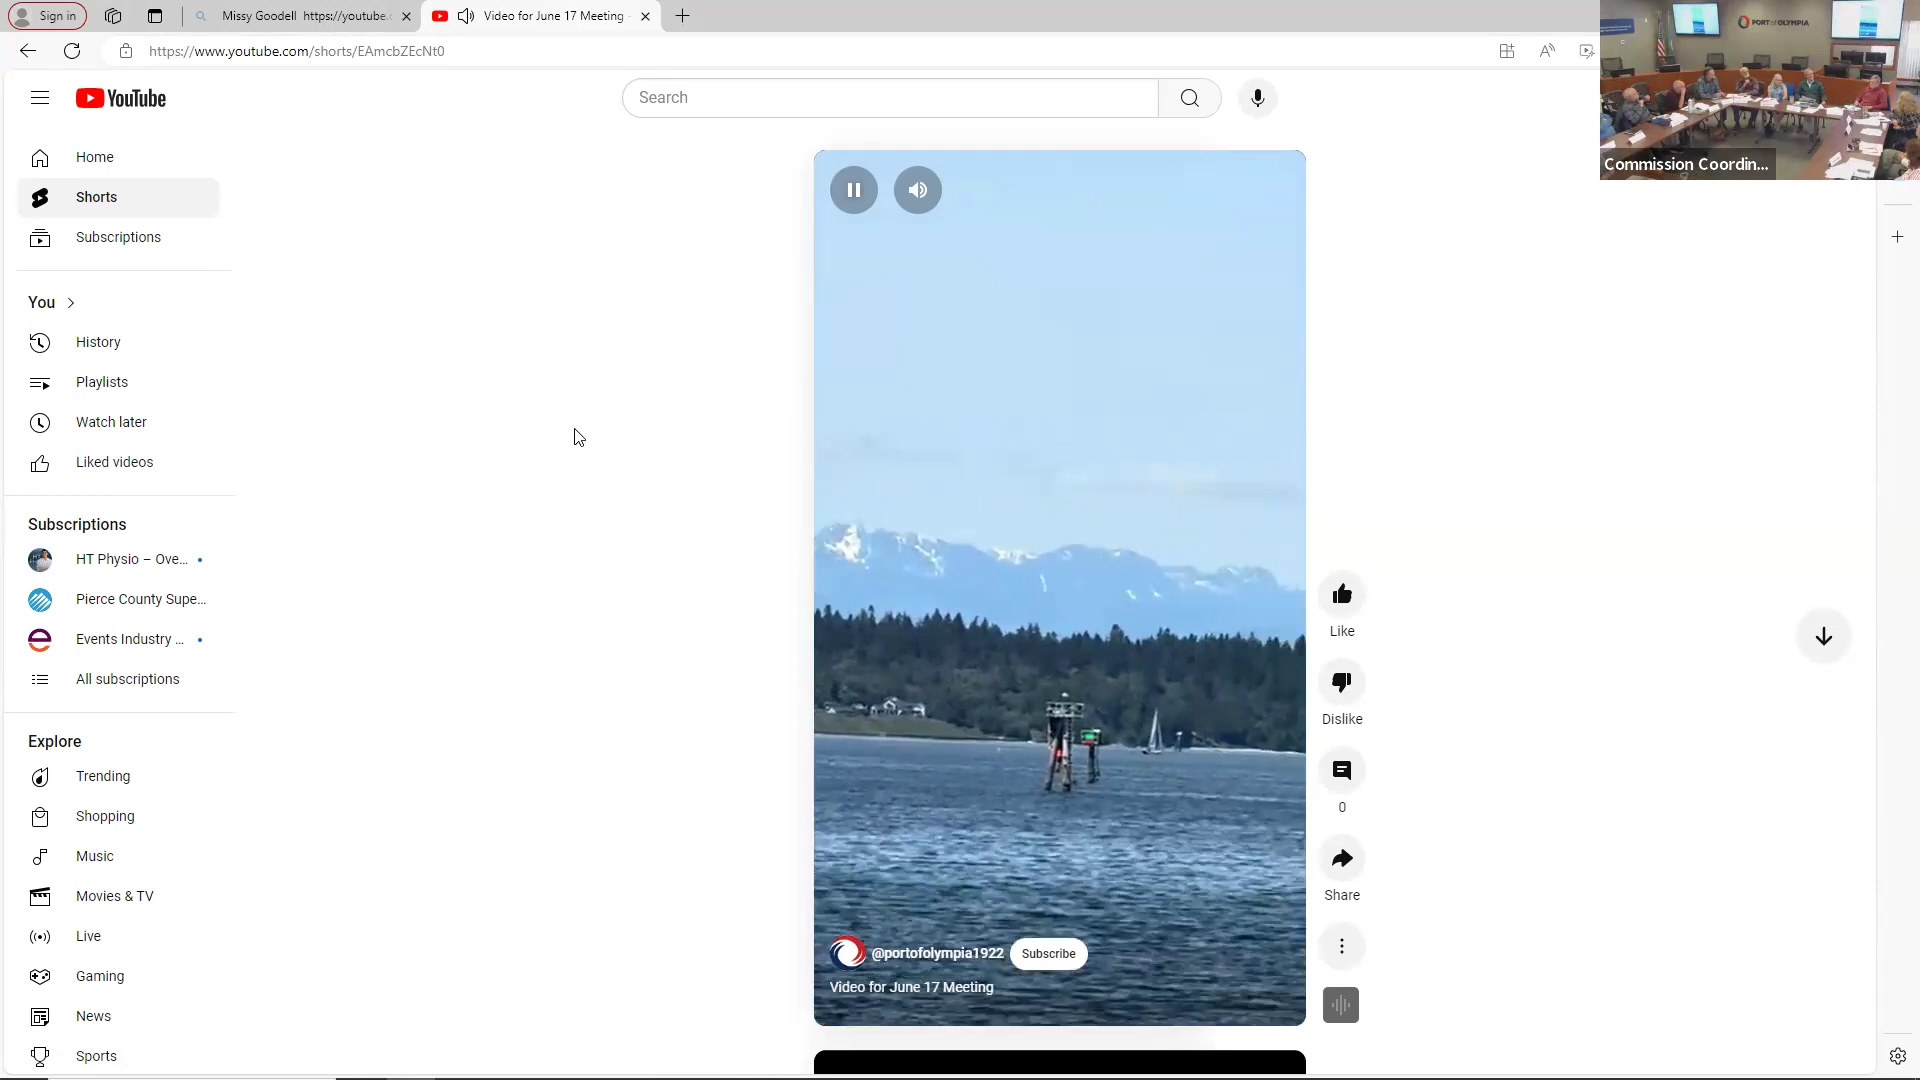 Sign in
Missy Goodell https://youtube.c
Video for June 17 Meeting
https://www.youtube.com/shorts/EAmcbZEcNt0
PORT of OLYMPIA
Commission Coordin...
YouTube
Search
Home
Shorts
Subscriptions
You
History
Playlists
Watch later
Liked videos
Subscriptions
HT Physio – Ove...
Pierce County Supe...
Events Industry ...
All subscriptions
Explore
Trending
Shopping
Music
Movies & TV
Live
Gaming
News
Sports
Like
Dislike
0
Share
@portofolympia1922
Subscribe
Video for June 17 Meeting